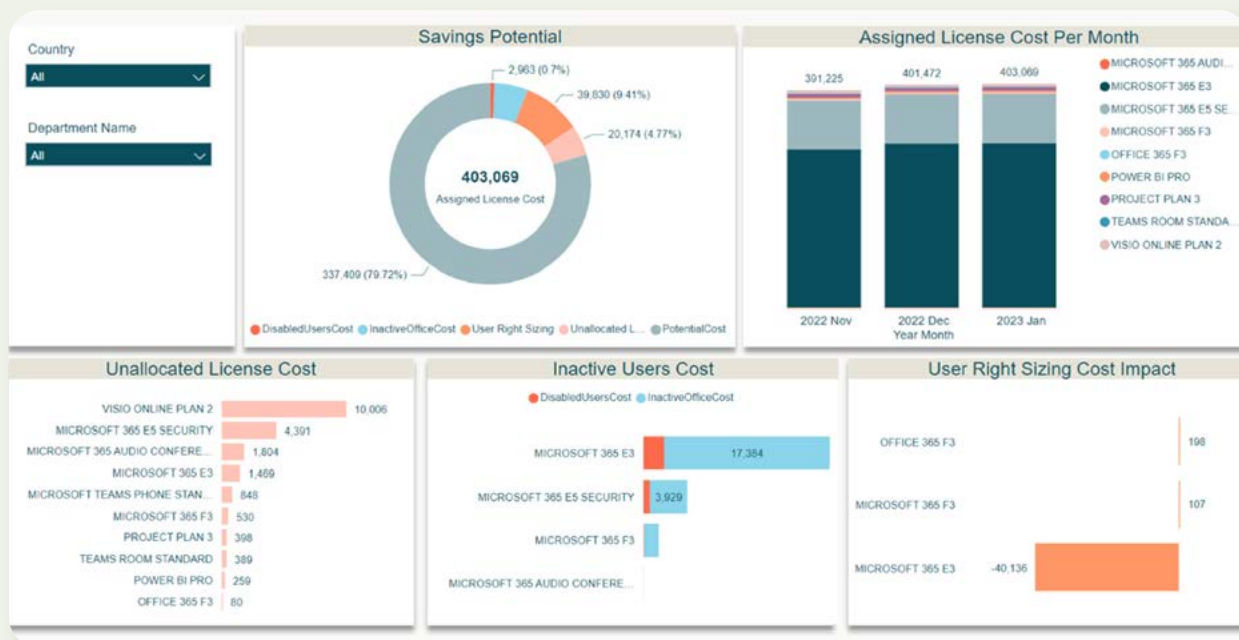 Country
All
Department Name
All
Savings Potential
2,963 (0.7%)
39,830 (9.41%)
20,174 (4.77%)
403,069
Assigned License Cost
337,409 (79.72%)
DisabledUsersCost InactiveOfficeCost User Right Sizing Unallocated L... PotentialCost
Assigned License Cost Per Month
391,225
401,472
403,069
2022 Nov
2022 Dec
2023 Jan
Year Month
MICROSOFT 365 AUDI...
MICROSOFT 365 E3
MICROSOFT 365 E5 SE...
MICROSOFT 365 F3
OFFICE 365 F3
POWER BI PRO
PROJECT PLAN 3
TEAMS ROOM STANDA...
VISIO ONLINE PLAN 2
Unallocated License Cost
VISIO ONLINE PLAN 2 10,006
MICROSOFT 365 E5 SECURITY 4,391
MICROSOFT 365 AUDIO CONFERE... 1,804
MICROSOFT 365 E3 1,469
MICROSOFT TEAMS PHONE STAN... 848
MICROSOFT 365 F3 530
PROJECT PLAN 3 398
TEAMS ROOM STANDARD 389
POWER BI PRO 259
OFFICE 365 F3 80
Inactive Users Cost
DisabledUsersCost InactiveOfficeCost
MICROSOFT 365 E3 17,384
MICROSOFT 365 E5 SECURITY 3,929
MICROSOFT 365 F3
MICROSOFT 365 AUDIO CONFERE...
User Right Sizing Cost Impact
OFFICE 365 F3 198
MICROSOFT 365 F3 107
MICROSOFT 365 E3 -40,136